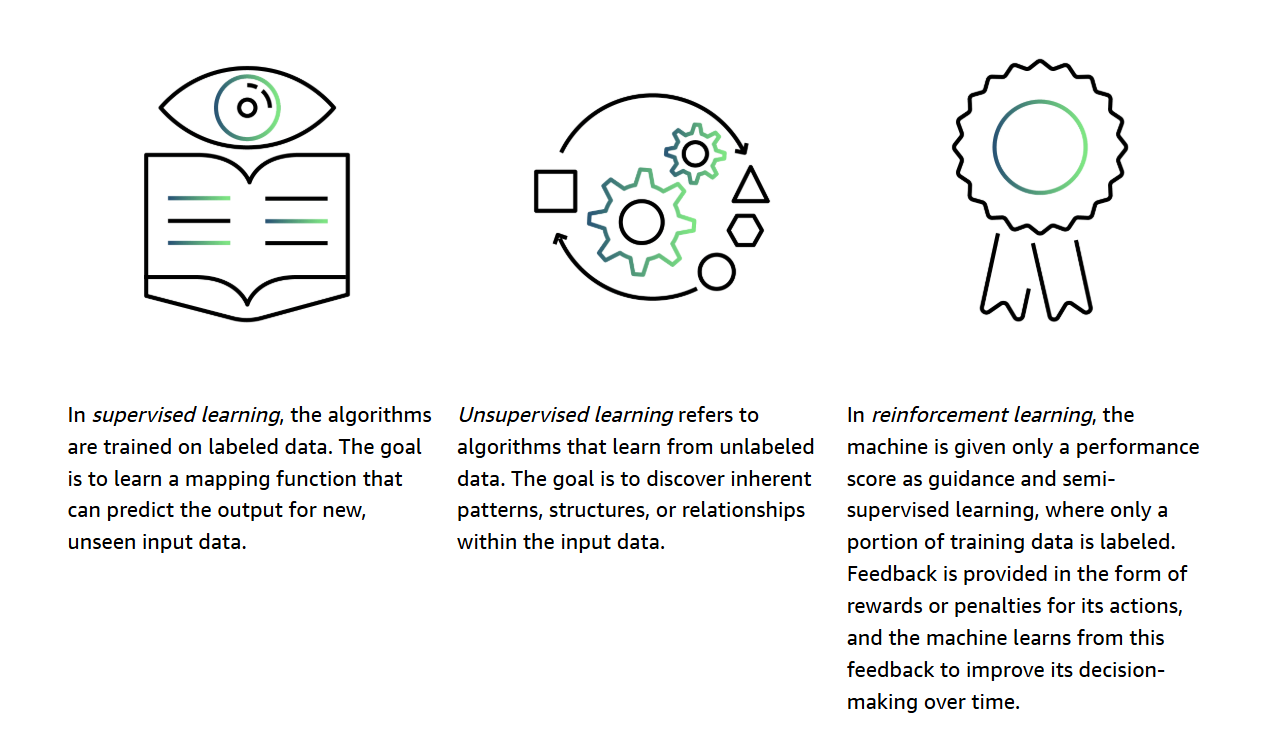 In supervised learning, the algorithms
are trained on labeled data. The goal
is to learn a mapping function that
can predict the output for new,
unseen input data.
Unsupervised learning refers to
algorithms that learn from unlabeled
data. The goal is to discover inherent
patterns, structures, or relationships
within the input data.
In reinforcement learning, the
machine is given only a performance
score as guidance and semi-
supervised learning, where only a
portion of training data is labeled.
Feedback is provided in the form of
rewards or penalties for its actions,
and the machine learns from this
feedback to improve its decision-
making over time.